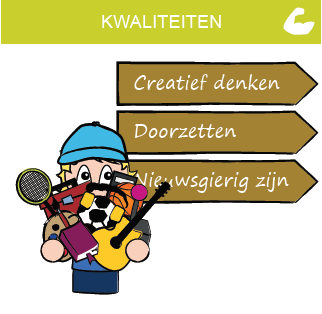 KWALITEITEN
Creatief denken
Doorzetten
Nieuwsgierig zijn